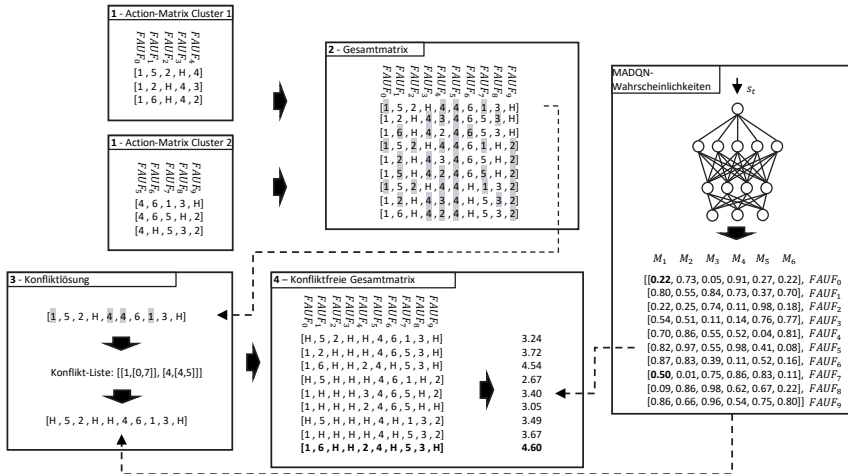 1 - Action-Matrix Cluster 1
FAUF₀ FAUF₁ FAUF₂ FAUF₃ FAUF₄
[1 , 5 , 2 , H , 4]
[1 , 2 , H , 4 , 3]
[1 , 6 , H , 4 , 2]
1 - Action-Matrix Cluster 2
FAUF₅ FAUF₆ FAUF₇ FAUF₈ FAUF₉
[4 , 6 , 1 , 3 , H]
[4 , 6 , 5 , H , 2]
[4 , H , 5 , 3 , 2]
2 - Gesamtmatrix
FAUF₀ FAUF₁ FAUF₂ FAUF₃ FAUF₄ FAUF₅ FAUF₆ FAUF₇ FAUF₈ FAUF₉
[1 , 5 , 2 , H , 4 , 4 , 6 , 1 , 3 , H]
[1 , 2 , H , 4 , 3 , 4 , 6 , 5 , 3 , H]
[1 , 6 , H , 4 , 2 , 4 , 6 , 5 , 3 , H]
[1 , 5 , 2 , H , 4 , 4 , 6 , 1 , H , 2]
[1 , 2 , H , 4 , 3 , 4 , 6 , 5 , H , 2]
[1 , 5 , H , 4 , 2 , 4 , 6 , 5 , H , 2]
[1 , 5 , 2 , H , 4 , 4 , H , 1 , 3 , 2]
[1 , 2 , H , 4 , 3 , 4 , H , 5 , 3 , 2]
[1 , 6 , H , 4 , 2 , 4 , H , 5 , 3 , 2]
MADQN-
Wahrscheinlichkeiten
sₜ
M₁ M₂ M₃ M₄ M₅ M₆
[[0.22, 0.73, 0.05, 0.91, 0.27, 0.22], FAUF₀
[0.80, 0.55, 0.84, 0.73, 0.37, 0.70], FAUF₁
[0.22, 0.25, 0.74, 0.11, 0.98, 0.18], FAUF₂
[0.54, 0.51, 0.11, 0.14, 0.76, 0.77], FAUF₃
[0.70, 0.86, 0.55, 0.52, 0.04, 0.81], FAUF₄
[0.82, 0.97, 0.55, 0.98, 0.41, 0.08], FAUF₅
[0.87, 0.83, 0.39, 0.11, 0.52, 0.16], FAUF₆
[0.50, 0.01, 0.75, 0.86, 0.83, 0.11], FAUF₇
[0.09, 0.86, 0.98, 0.62, 0.67, 0.22], FAUF₈
[0.86, 0.66, 0.96, 0.54, 0.75, 0.80]] FAUF₉
3 - Konfliktlösung
[1 , 5 , 2 , H , 4 , 4 , 6 , 1 , 3 , H]
Konflikt-Liste: [[1,[0,7]], [4,[4,5]]]
[H , 5 , 2 , H , H , 4 , 6 , 1 , 3 , H]
4 – Konfliktfreie Gesamtmatrix
FAUF₀ FAUF₁ FAUF₂ FAUF₃ FAUF₄ FAUF₅ FAUF₆ FAUF₇ FAUF₈ FAUF₉
[H , 5 , 2 , H , H , 4 , 6 , 1 , 3 , H] 3.24
[1 , 2 , H , H , H , 4 , 6 , 5 , 3 , H] 3.72
[1 , 6 , H , H , 2 , 4 , H , 5 , 3 , H] 4.54
[H , 5 , H , H , H , 4 , 6 , 1 , H , 2] 2.67
[1 , H , H , H , 3 , 4 , 6 , 5 , 2 , H] 3.40
[1 , H , H , H , 2 , 4 , 6 , 5 , H , H] 3.05
[H , 5 , H , H , H , 4 , H , 1 , 3 , 2] 3.49
[1 , H , H , H , H , 4 , H , 5 , 3 , 2] 3.67
[1 , 6 , H , H , 2 , 4 , H , 5 , 3 , H] 4.60